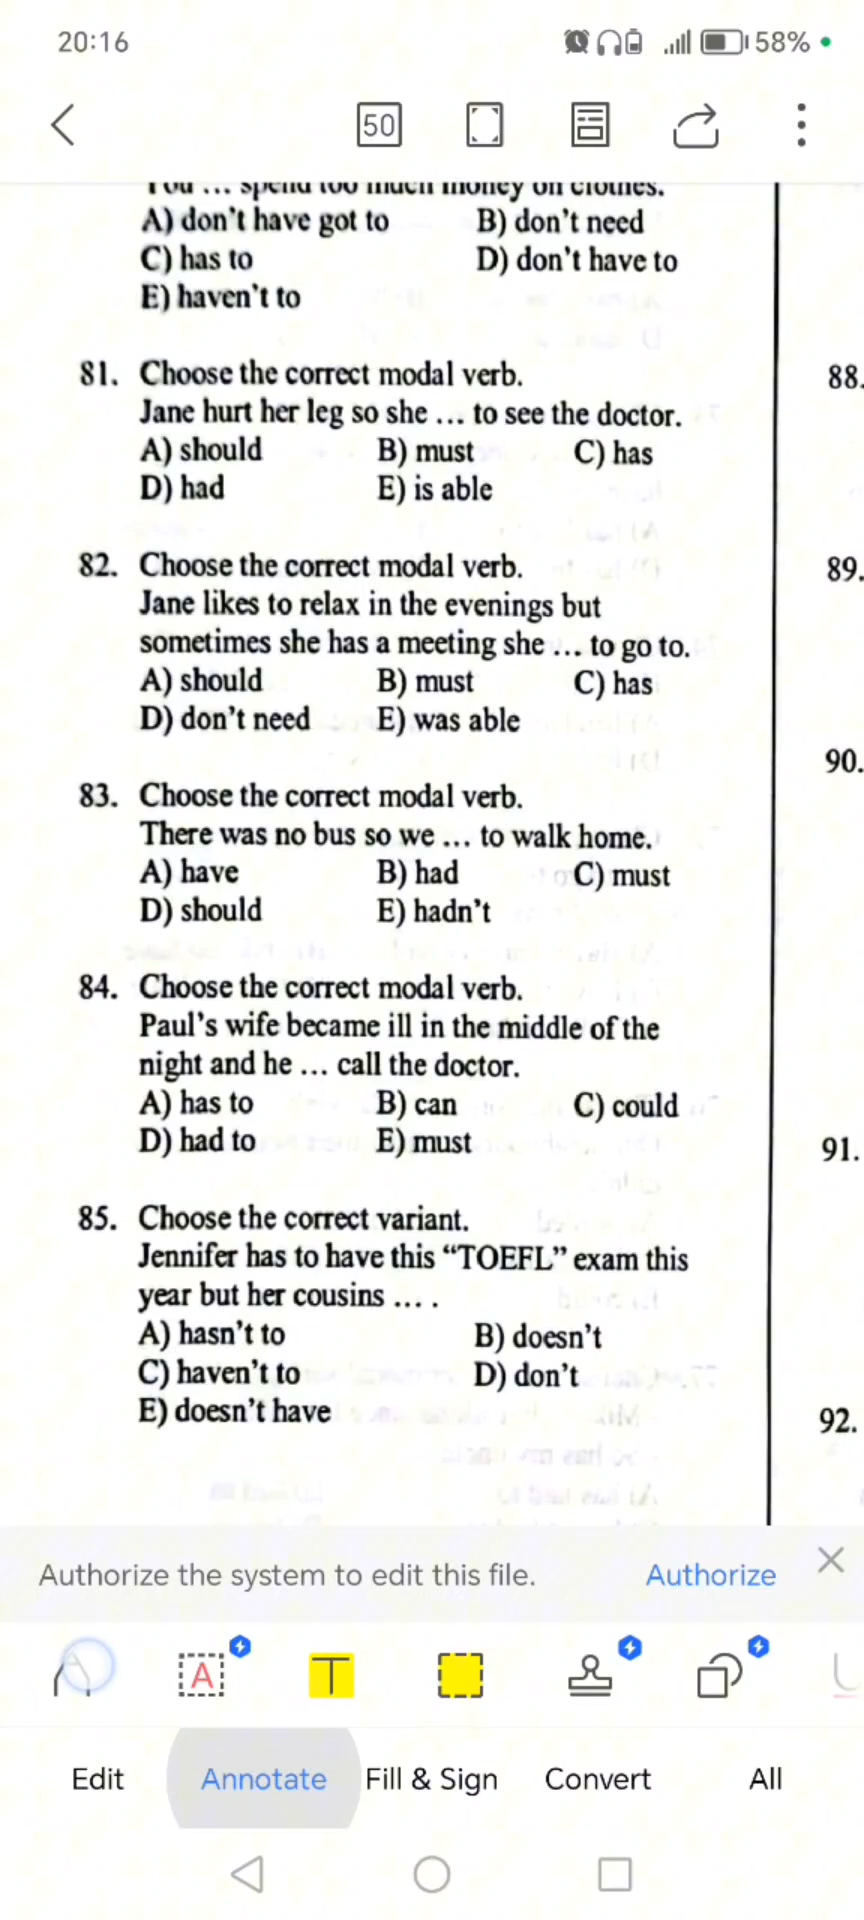 20:16
58%
50
You ... spend too much money on clothes.
A) don't have got to B) don't need
C) has to D) don't have to
E) haven't to
81. Choose the correct modal verb.
Jane hurt her leg so she ... to see the doctor.
A) should B) must C) has
D) had E) is able
82. Choose the correct modal verb.
Jane likes to relax in the evenings but
sometimes she has a meeting she ... to go to.
A) should B) must C) has
D) don't need E) was able
83. Choose the correct modal verb.
There was no bus so we ... to walk home.
A) have B) had C) must
D) should E) hadn't
84. Choose the correct modal verb.
Paul's wife became ill in the middle of the
night and he ... call the doctor.
A) has to B) can C) could
D) had to E) must
85. Choose the correct variant.
Jennifer has to have this “TOEFL” exam this
year but her cousins ... .
A) hasn't to B) doesn't
C) haven't to D) don't
E) doesn't have
88.
89.
90.
91.
92.
Authorize the system to edit this file. Authorize
A T
Edit Annotate Fill & Sign Convert All